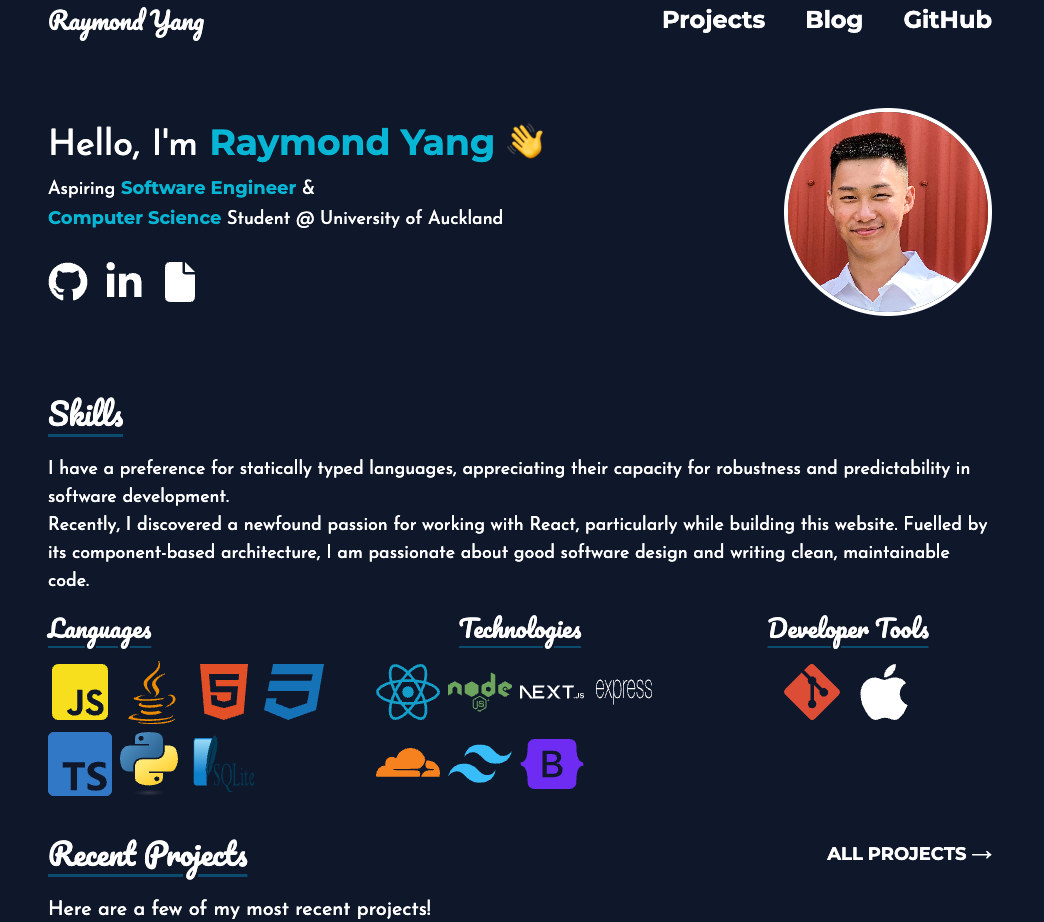 Raymond Yang
Projects Blog GitHub
Hello, I'm Raymond Yang 👋
Aspiring Software Engineer &
Computer Science Student @ University of Auckland
in
Skills
I have a preference for statically typed languages, appreciating their capacity for robustness and predictability in
software development.
Recently, I discovered a newfound passion for working with React, particularly while building this website. Fuelled by
its component-based architecture, I am passionate about good software design and writing clean, maintainable
code.
Languages
JS
5
3
TS
SQLite
Technologies
node
JS
NEXT.JS
express
B
Developer Tools
Recent Projects
ALL PROJECTS →
Here are a few of my most recent projects!